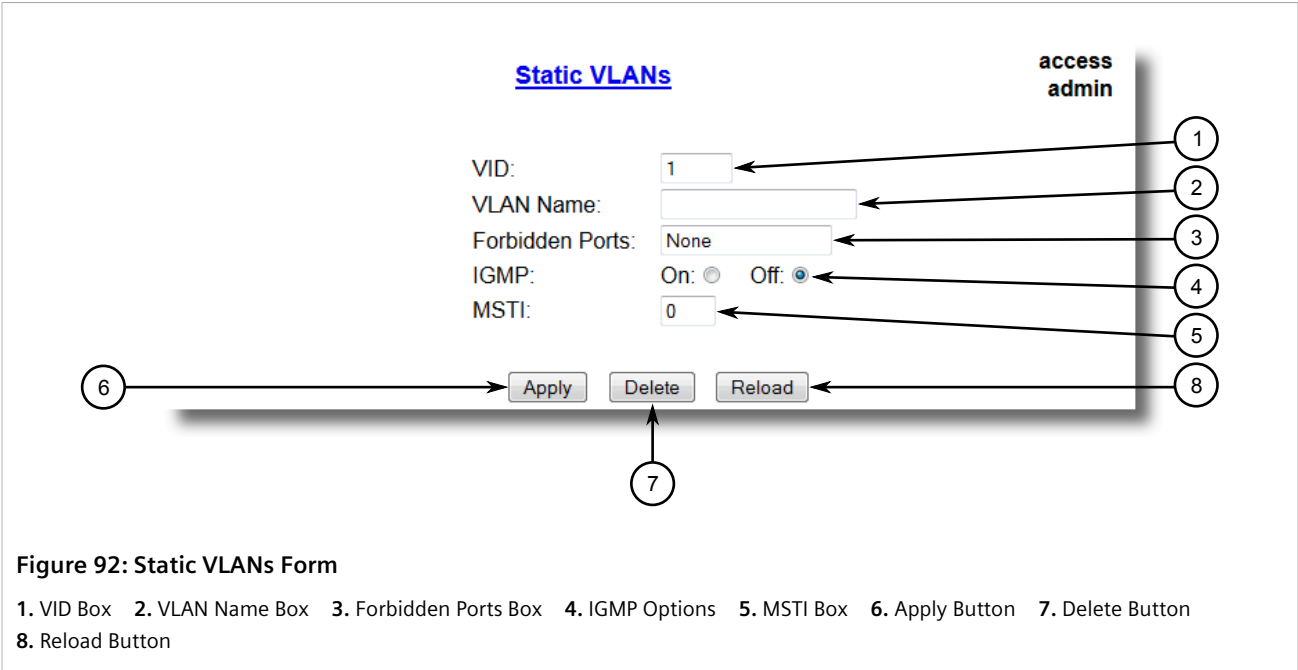 Static VLANs
access
admin
1
VID: 1
2
VLAN Name:
3
Forbidden Ports: None
4
IGMP: On: Off:
5
MSTI: 0
6
Apply Delete Reload
8
7
Figure 92: Static VLANs Form
1. VID Box 2. VLAN Name Box 3. Forbidden Ports Box 4. IGMP Options 5. MSTI Box 6. Apply Button 7. Delete Button
8. Reload Button